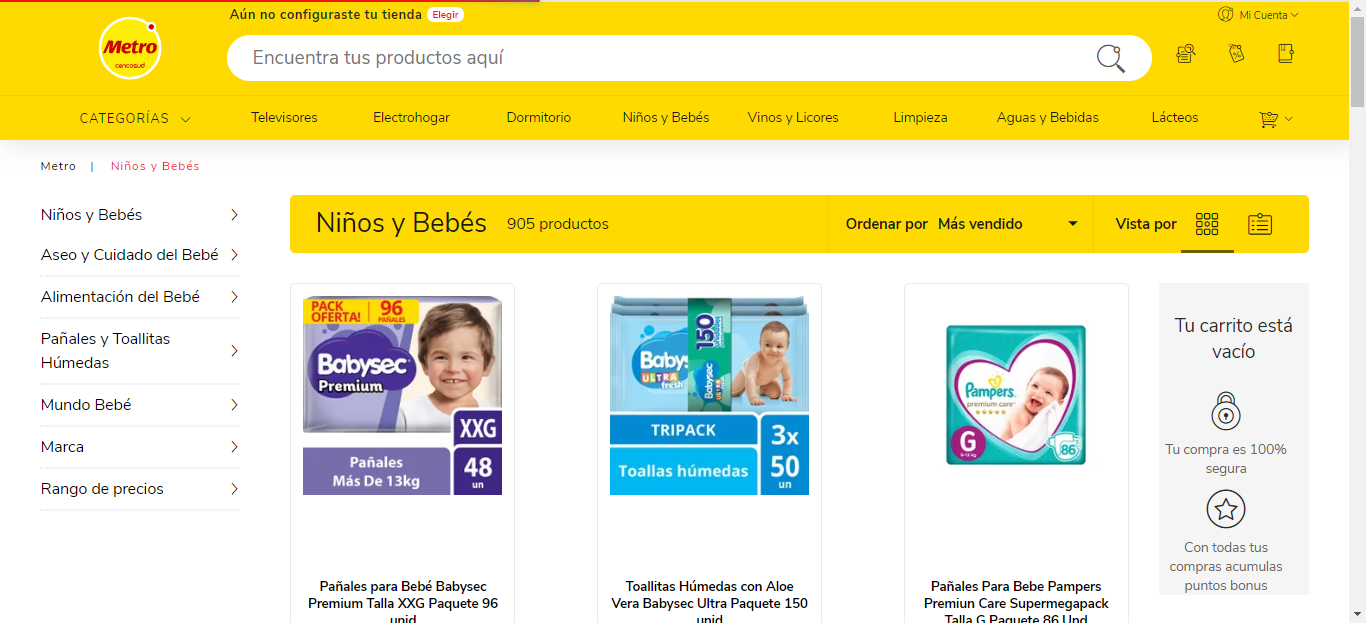 Aún no configuraste tu tienda Elegir
Mi Cuenta
Metro
cencosud
Encuentra tus productos aquí
CATEGORÍAS
Televisores
Electrohogar
Dormitorio
Niños y Bebés
Vinos y Licores
Limpieza
Aguas y Bebidas
Lácteos
Metro | Niños y Bebés
Niños y Bebés
Aseo y Cuidado del Bebé
Alimentación del Bebé
Pañales y Toallitas
Húmedas
Mundo Bebé
Marca
Rango de precios
Niños y Bebés 905 productos
Ordenar por Más vendido
Vista por
PACK
OFERTA!
96
PAÑALES
Babysec
Premium
XXG
Pañales
Más De 13kg
48
un
Pañales para Bebé Babysec
Premium Talla XXG Paquete 96
unid
150
Babysec
ULTRA
fresh
Babysec
ULTRA
TRIPACK
Toallas húmedas
3x
50
un
Toallitas Húmedas con Aloe
Vera Babysec Ultra Paquete 150
unid
Pampers
premium care
G
86
Pañales Para Bebe Pampers
Premiun Care Supermegapack
Talla G Paquete 86 Und
Tu carrito está
vacío
Tu compra es 100%
segura
Con todas tus
compras acumulas
puntos bonus